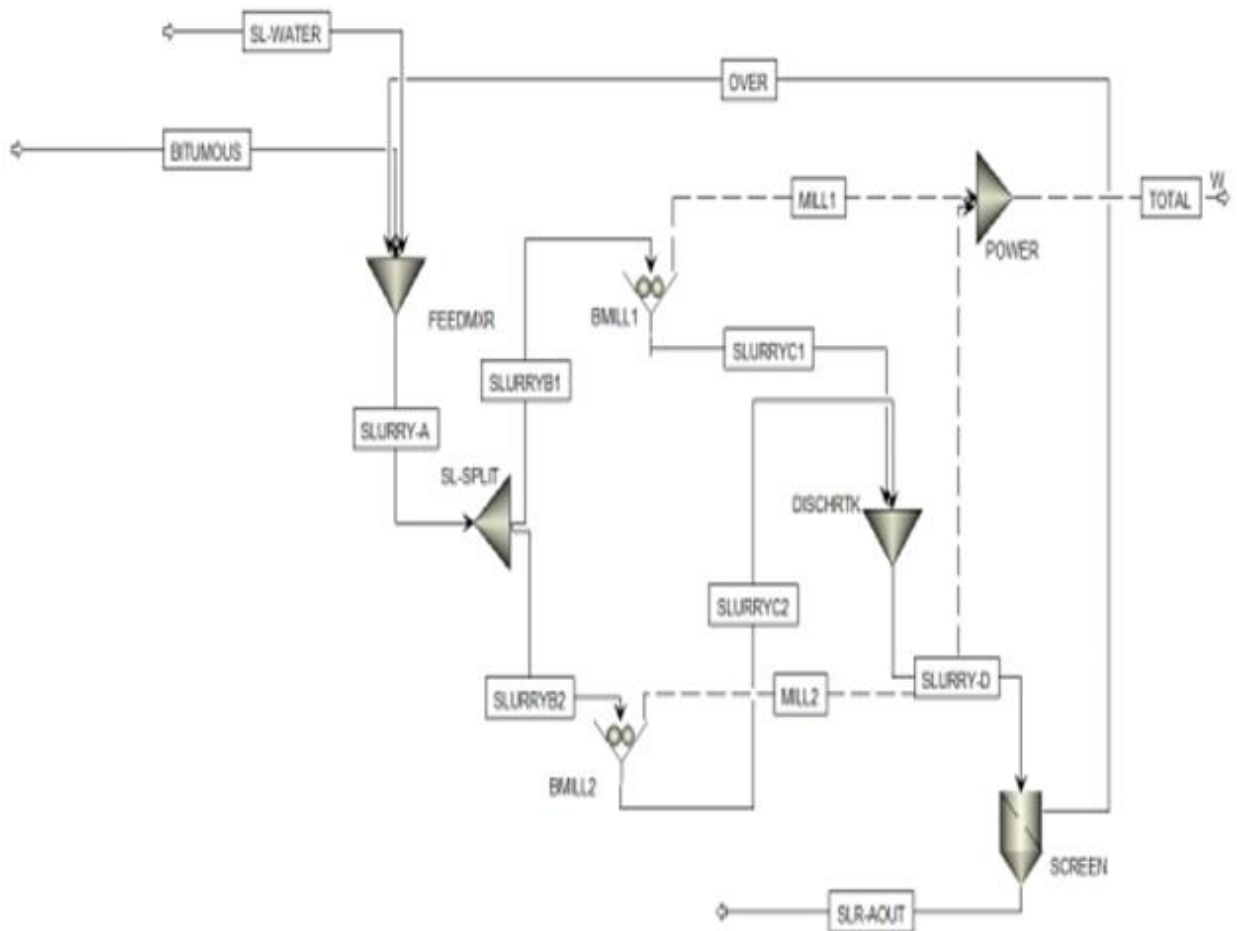 SL-WATER
OVER
BITUMOUS
MILL1
TOTAL
W
POWER
FEEDMXR
BMILL1
SLURRYC1
SLURRYB1
SLURRY-A
SL-SPLIT
DISCHRTK
SLURRYC2
SLURRY-D
MILL2
SLURRYB2
BMILL2
SCREEN
SLR-AOUT